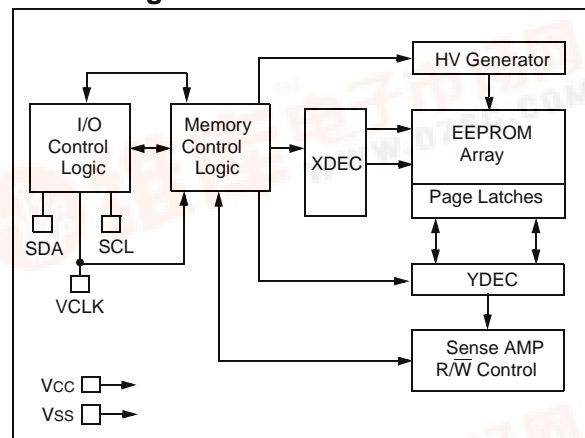 HV Generator
I/O
Control
Logic
Memory
Control
Logic
XDEC
EEPROM
Array
Page Latches
SDA
SCL
VCLK
YDEC
Sense AMP
R/W̅ Control
VCC
VSS